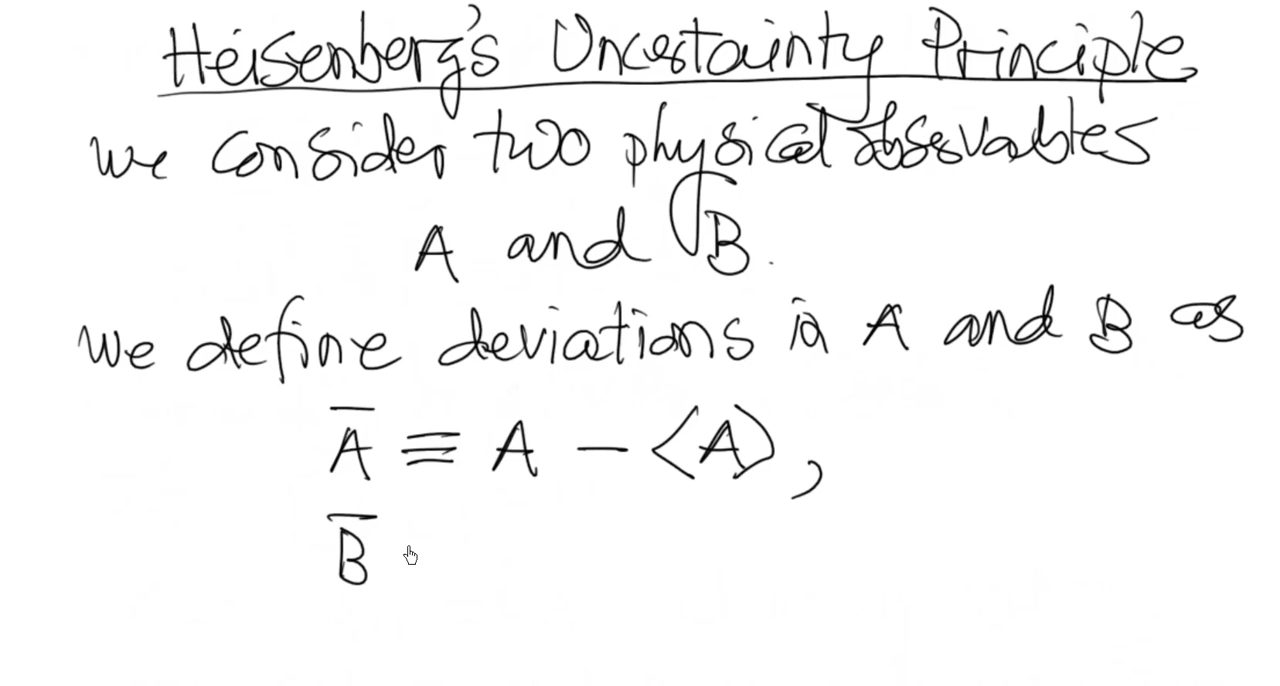 Heisenberg's Uncertainty Principle
we consider two physical observables
A and B.
we define deviations in A and B as
A̅ ≡ A - ⟨A⟩,
B̅